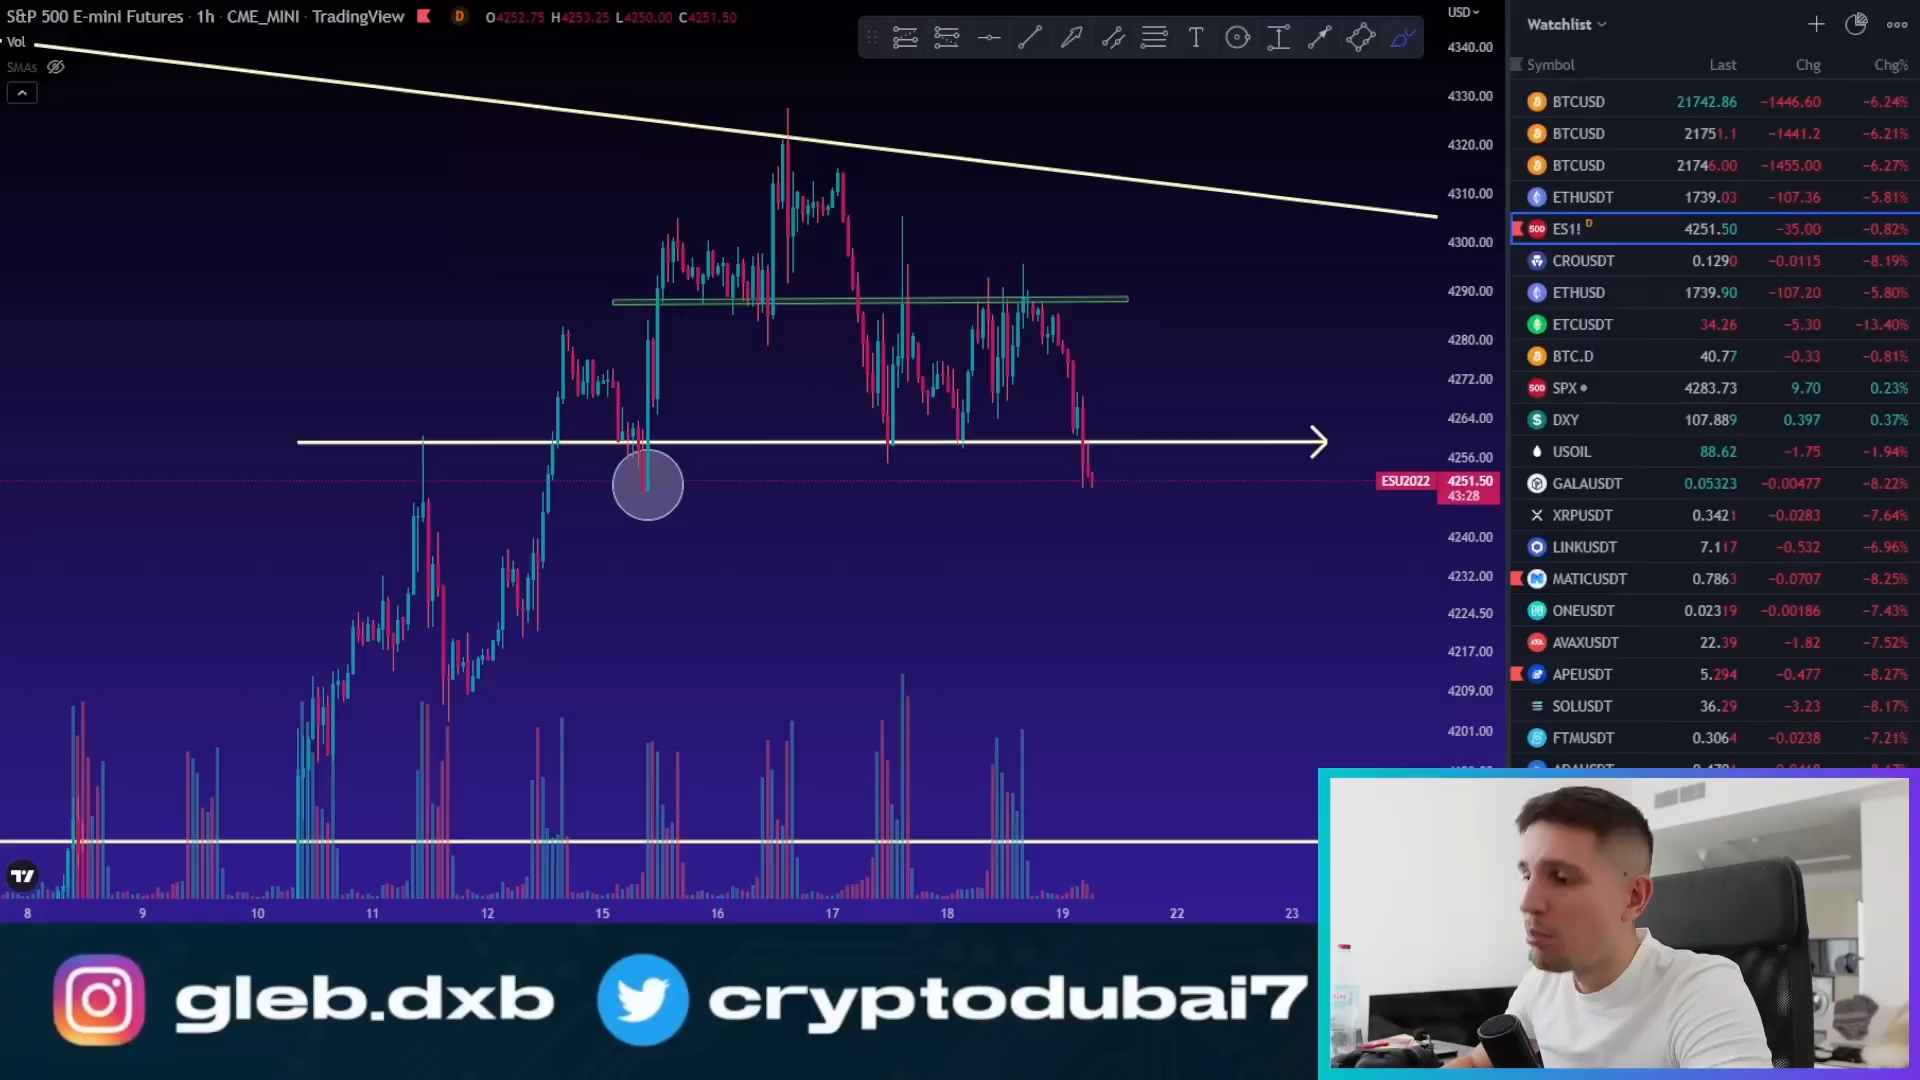 S&P 500 E-mini Futures · 1h · CME_MINI · TradingView D O4252.75 H4253.25 L4250.00 C4251.50
Vol
SMAs
USD
4340.00
4330.00
4320.00
4310.00
4300.00
4290.00
4280.00
4272.00
4264.00
4256.00
ESU2022 4251.50
43:28
4240.00
4232.00
4224.50
4217.00
4209.00
4201.00
8 9 10 11 12 15 16 17 18 19 22 23
Watchlist
Symbol Last Chg Chg%
BTCUSD 21742.86 −1446.60 −6.24%
BTCUSD 21751.1 −1441.2 −6.21%
BTCUSD 21746.00 −1455.00 −6.27%
ETHUSDT 1739.03 −107.36 −5.81%
500 ES1! D 4251.50 −35.00 −0.82%
CROUSDT 0.1290 −0.0115 −8.19%
ETHUSD 1739.90 −107.20 −5.80%
ETCUSDT 34.26 −5.30 −13.40%
BTC.D 40.77 −0.33 −0.81%
500 SPX 4283.73 9.70 0.23%
DXY 107.889 0.397 0.37%
USOIL 88.62 −1.75 −1.94%
GALAUSDT 0.05323 −0.00477 −8.22%
XRPUSDT 0.3421 −0.0283 −7.64%
LINKUSDT 7.117 −0.532 −6.96%
MATICUSDT 0.7863 −0.0707 −8.25%
ONEUSDT 0.02319 −0.00186 −7.43%
AVAXUSDT 22.39 −1.82 −7.52%
APEUSDT 5.294 −0.477 −8.27%
SOLUSDT 36.29 −3.23 −8.17%
FTMUSDT 0.3064 −0.0238 −7.21%
gleb.dxb cryptodubai7